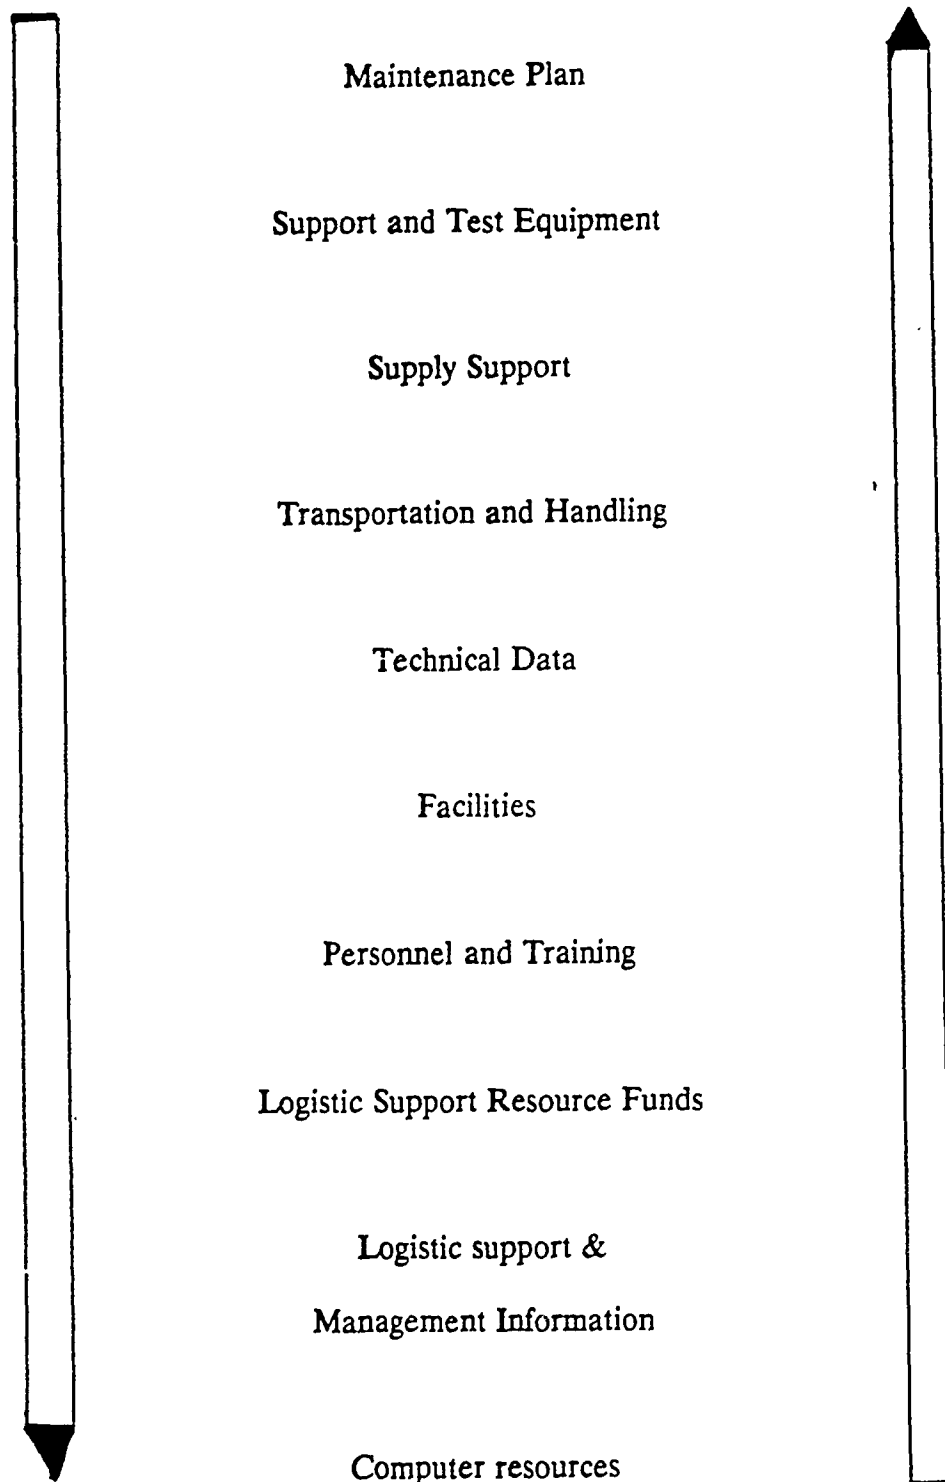 Maintenance Plan
Support and Test Equipment
Supply Support
Transportation and Handling
Technical Data
Facilities
Personnel and Training
Logistic Support Resource Funds
Logistic support &
Management Information
Computer resources